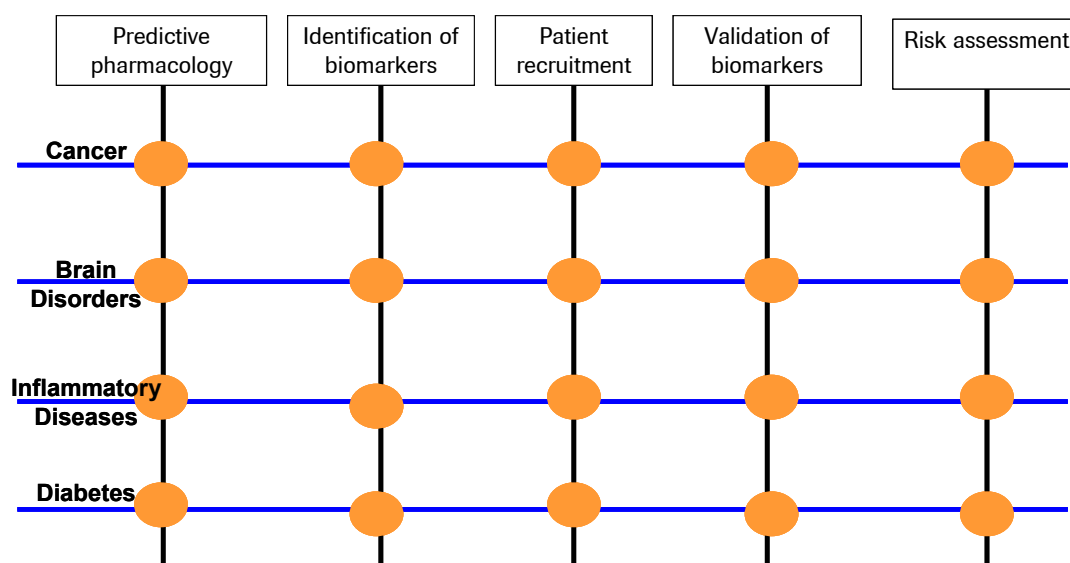 Predictive
pharmacology
Identification of
biomarkers
Patient
recruitment
Validation of
biomarkers
Risk assessment
Cancer
Brain
Disorders
Inflammatory
Diseases
Diabetes